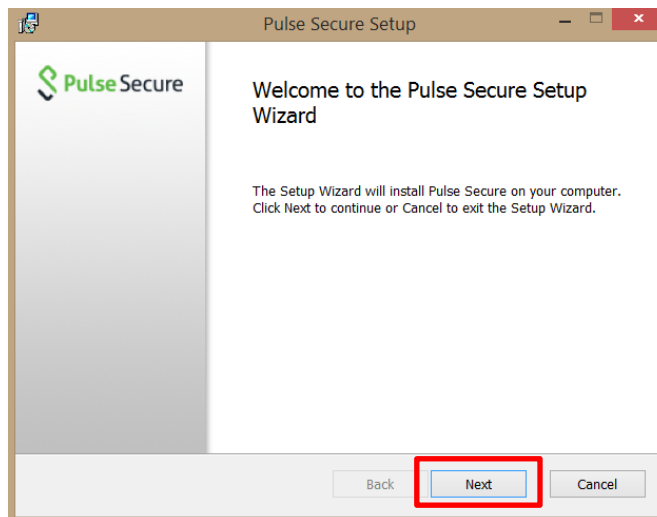 Pulse Secure Setup
Pulse Secure
Welcome to the Pulse Secure Setup
Wizard
The Setup Wizard will install Pulse Secure on your computer.
Click Next to continue or Cancel to exit the Setup Wizard.
Back
Next
Cancel